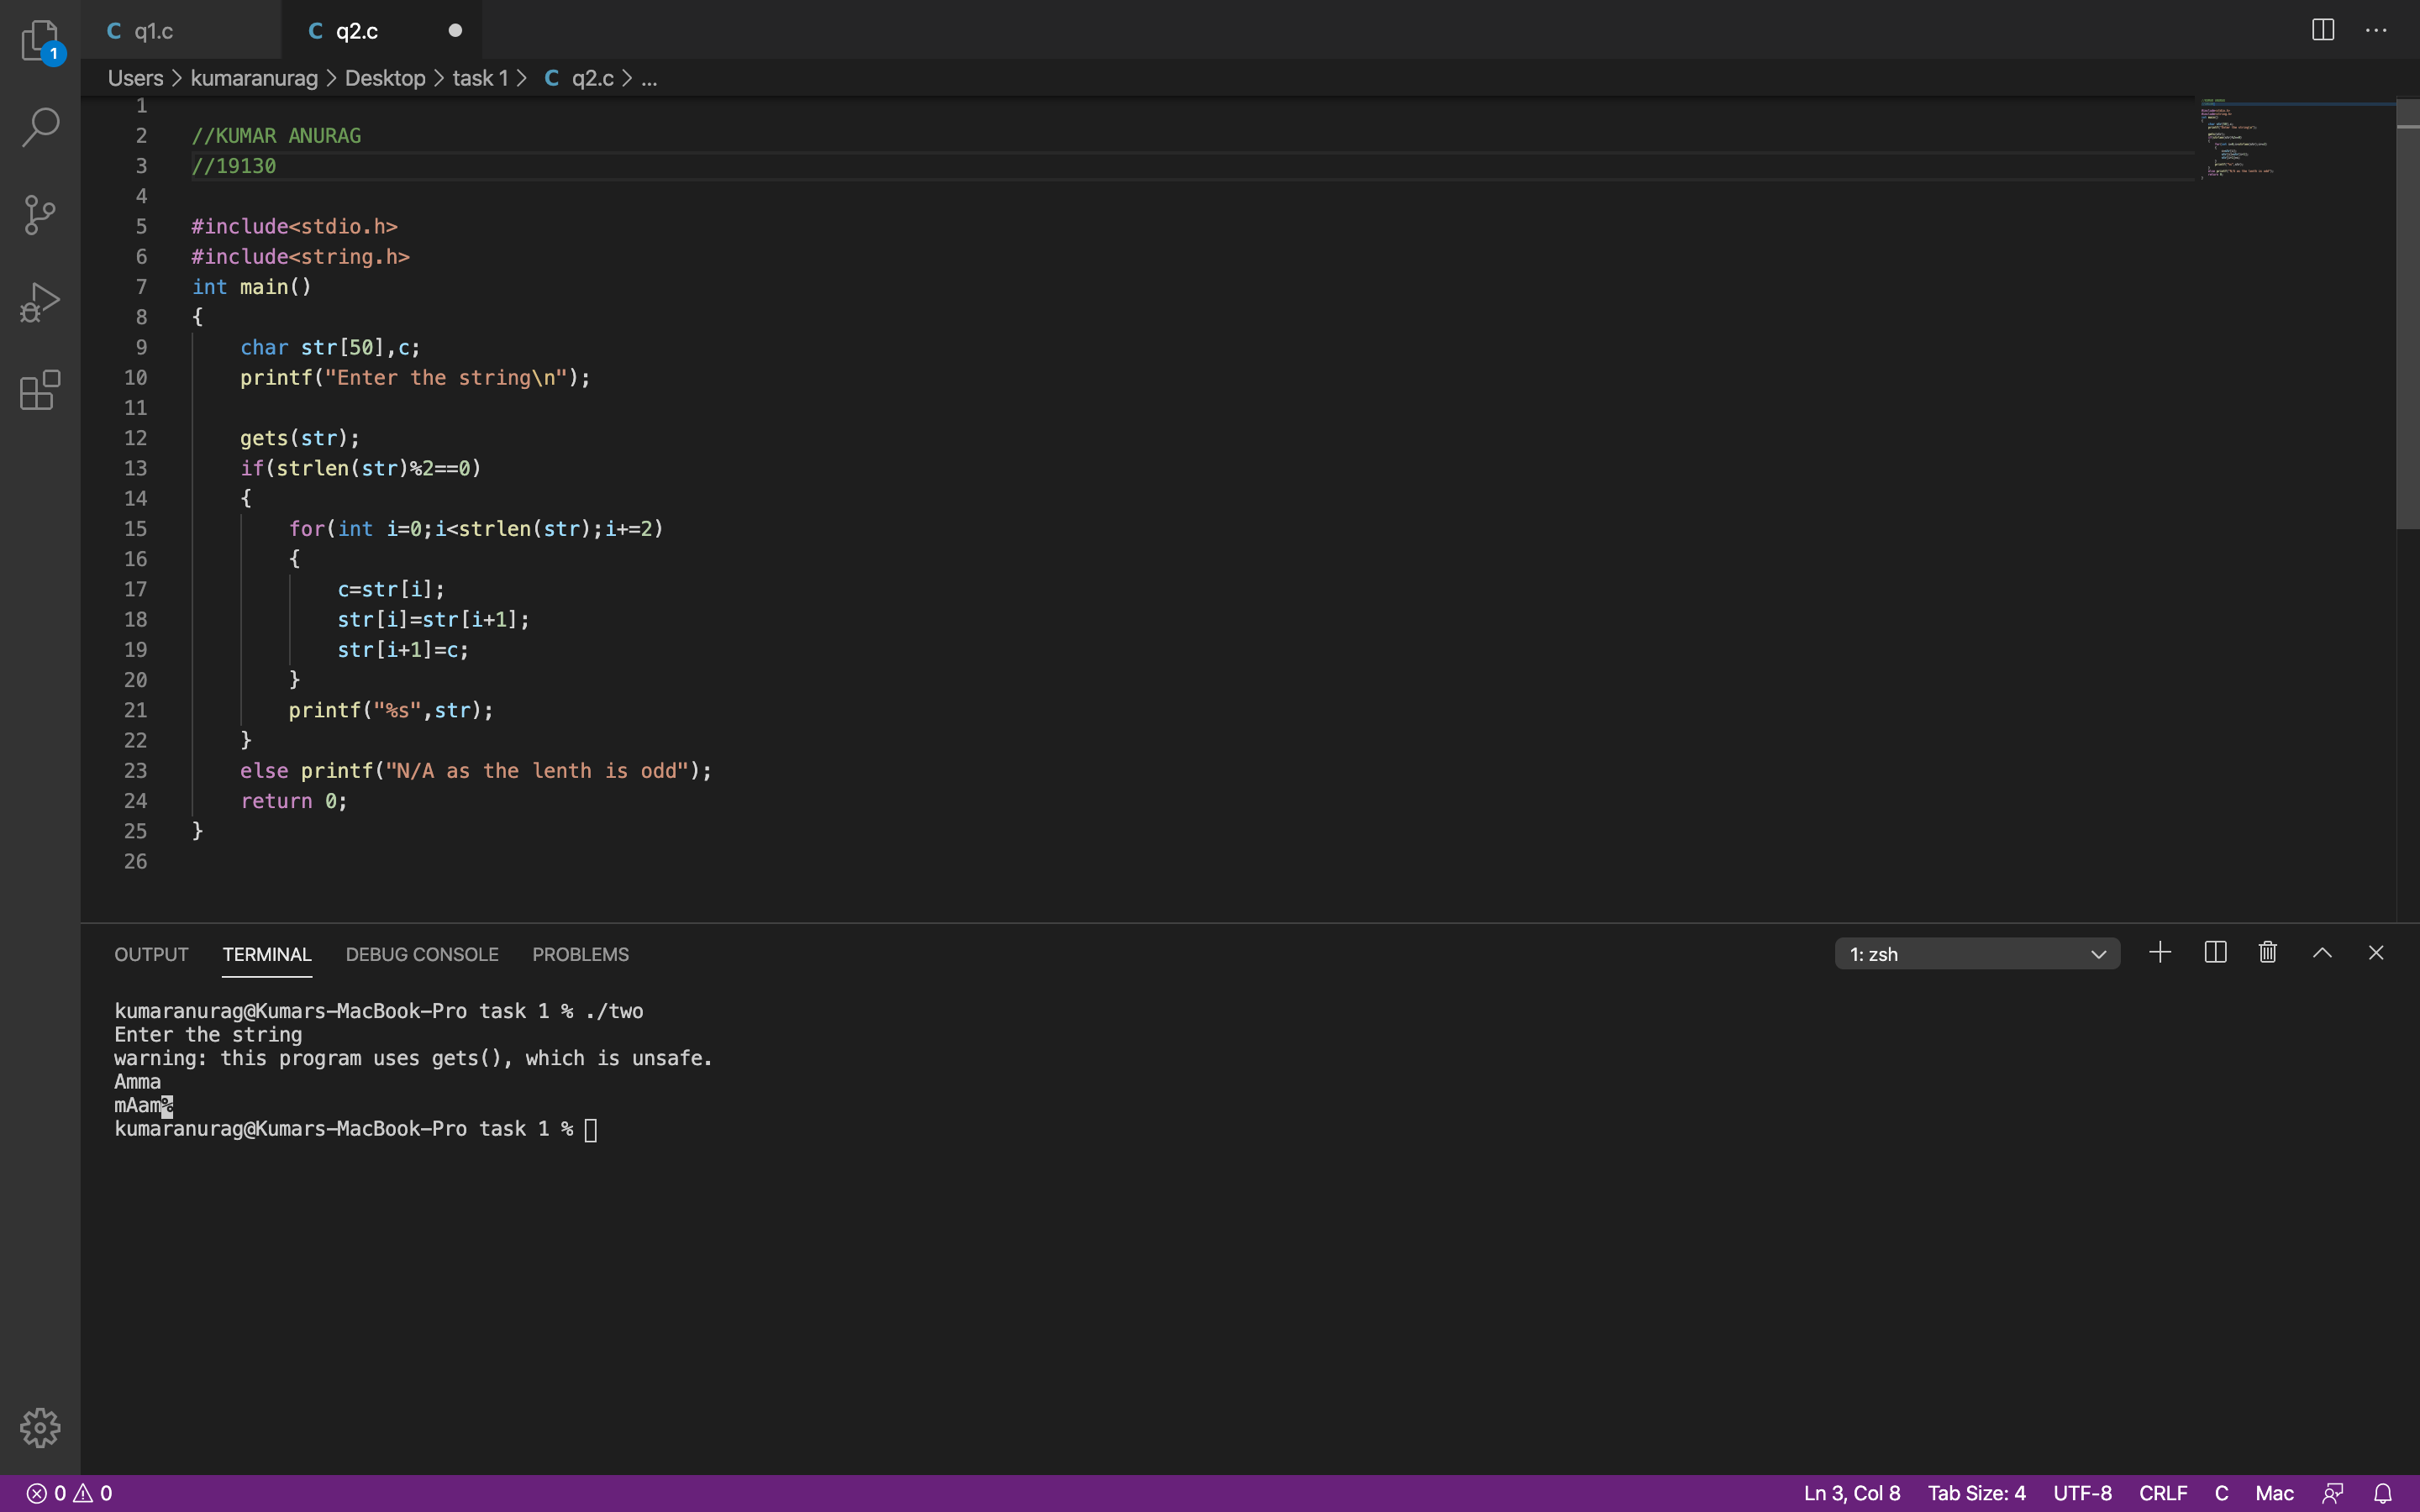 1
C q1.c C q2.c
Users > kumaranurag > Desktop > task 1 > C q2.c > ...
1
2 //KUMAR ANURAG
3 //19130
4
5 #include<stdio.h>
6 #include<string.h>
7 int main()
8 {
9 char str[50],c;
10 printf("Enter the string\n");
11
12 gets(str);
13 if(strlen(str)%2==0)
14 {
15 for(int i=0;i<strlen(str);i+=2)
16 {
17 c=str[i];
18 str[i]=str[i+1];
19 str[i+1]=c;
20 }
21 printf("%s",str);
22 }
23 else printf("N/A as the lenth is odd");
24 return 0;
25 }
26
OUTPUT TERMINAL DEBUG CONSOLE PROBLEMS 1: zsh
kumaranurag@Kumars-MacBook-Pro task 1 % ./two
Enter the string
warning: this program uses gets(), which is unsafe.
Amma
mAam%
kumaranurag@Kumars-MacBook-Pro task 1 %
0 0 Ln 3, Col 8 Tab Size: 4 UTF-8 CRLF C Mac